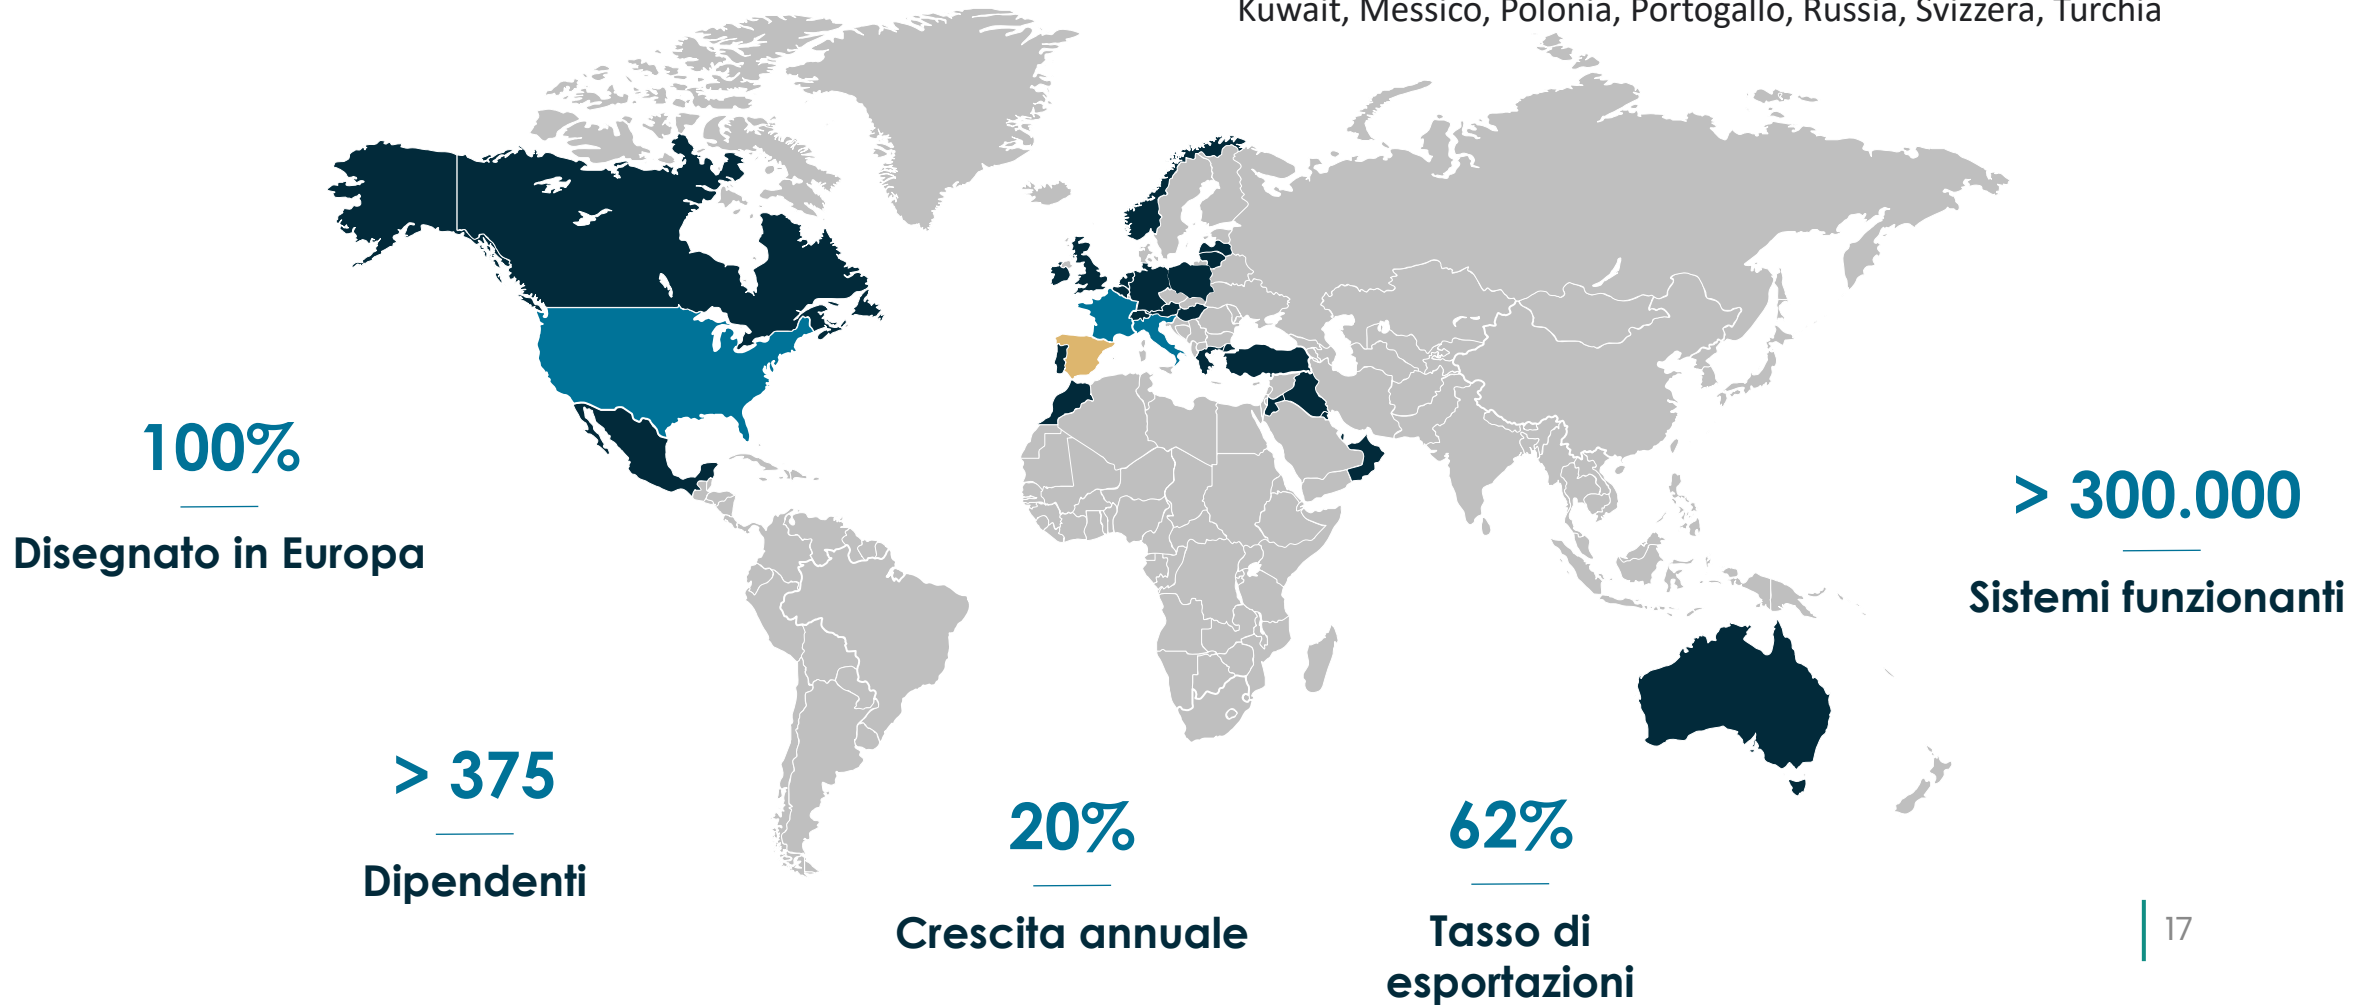 Kuwait, Messico, Polonia, Portogallo, Russia, Svizzera, Turchia
100%
Disegnato in Europa
> 300.000
Sistemi funzionanti
> 375
Dipendenti
20%
Crescita annuale
62%
Tasso di
esportazioni
17